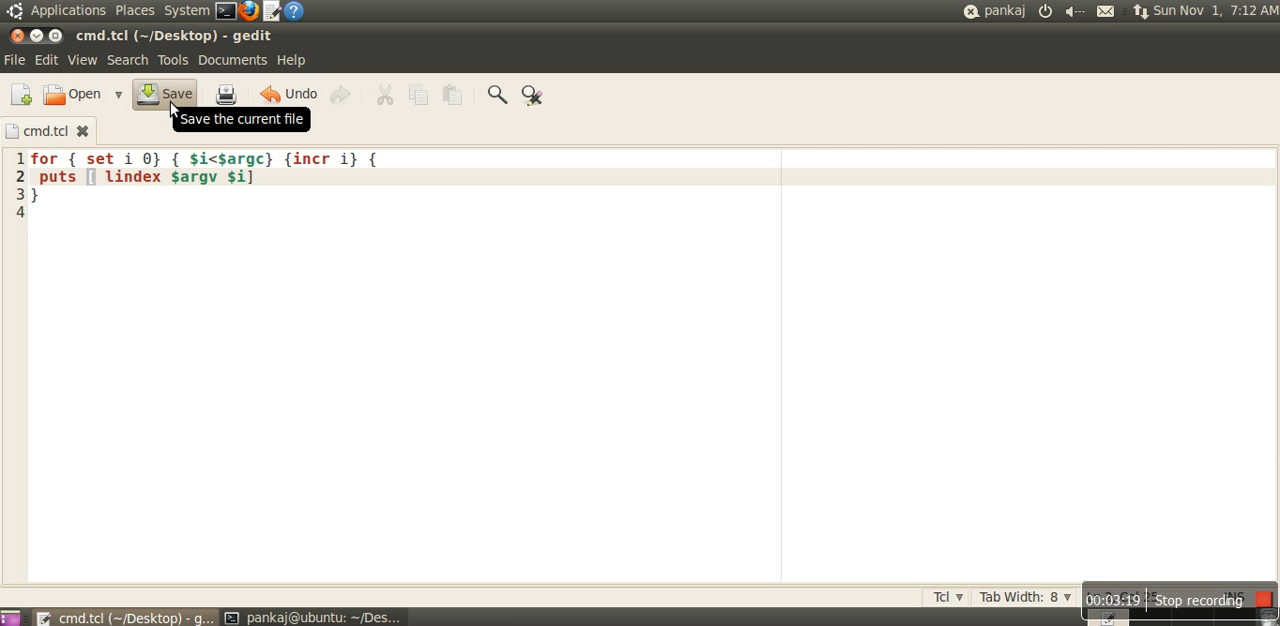 Applications Places System
pankaj Sun Nov 1, 7:12 AM
cmd.tcl (~/Desktop) - gedit
File Edit View Search Tools Documents Help
Open Save Undo
Save the current file
cmd.tcl
1 for { set i 0} { $i<$argc} {incr i} {
2 puts [ lindex $argv $i]
3 }
4
Tcl Tab Width: 8 INS
00:03:19 Stop recording
cmd.tcl (~/Desktop) - g... pankaj@ubuntu: ~/Des...